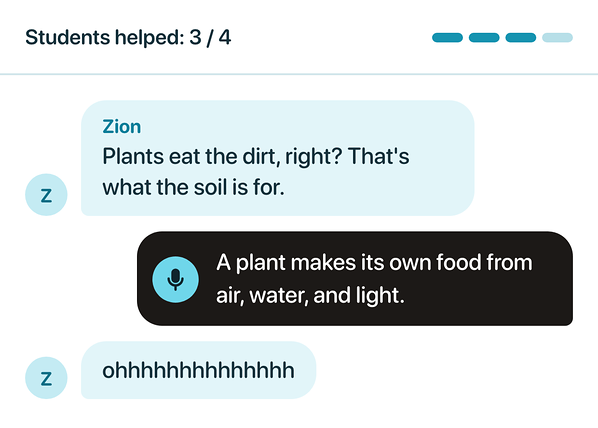 Students helped: 3 / 4
Zion
Plants eat the dirt, right? That's
what the soil is for.
Z
A plant makes its own food from
air, water, and light.
Z
ohhhhhhhhhhhhhhh